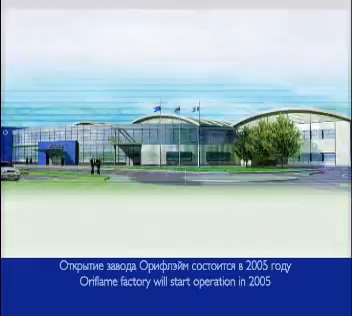 Открытие завода Орифлэйм состоится в 2005 году
Oriflame factory will start operation in 2005